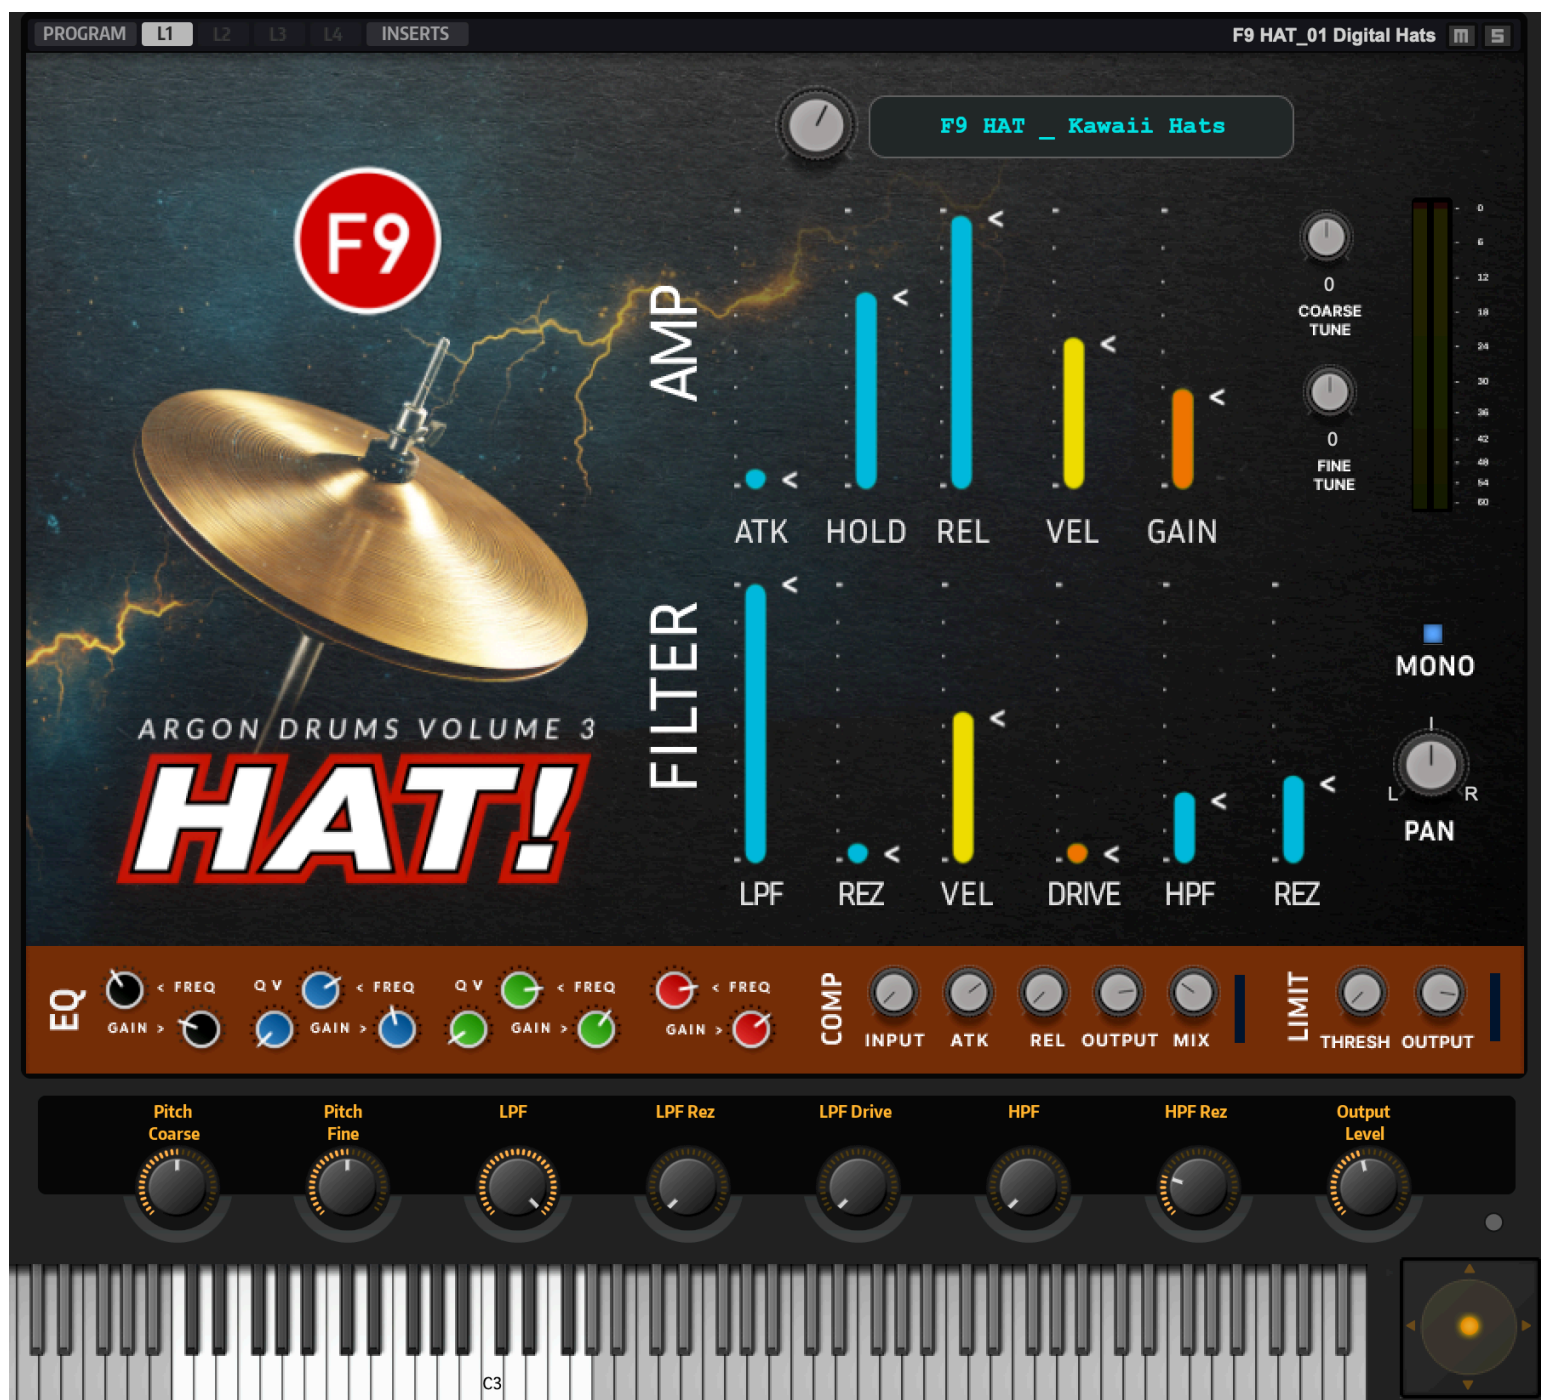 PROGRAM L1 L2 L3 L4 INSERTS F9 HAT_01 Digital Hats M S
F9 HAT _ Kawaii Hats
F9
AMP
ATK HOLD REL VEL GAIN
0
COARSE
TUNE
0
FINE
TUNE
0
6
12
18
24
30
36
42
48
54
60
FILTER
LPF REZ VEL DRIVE HPF REZ
MONO
L R
PAN
ARGON DRUMS VOLUME 3
HAT!
EQ
< FREQ Q V < FREQ Q V < FREQ < FREQ
GAIN > GAIN > GAIN > GAIN >
COMP
INPUT ATK REL OUTPUT MIX
LIMIT
THRESH OUTPUT
Pitch
Coarse
Pitch
Fine
LPF
LPF Rez
LPF Drive
HPF
HPF Rez
Output
Level
C3